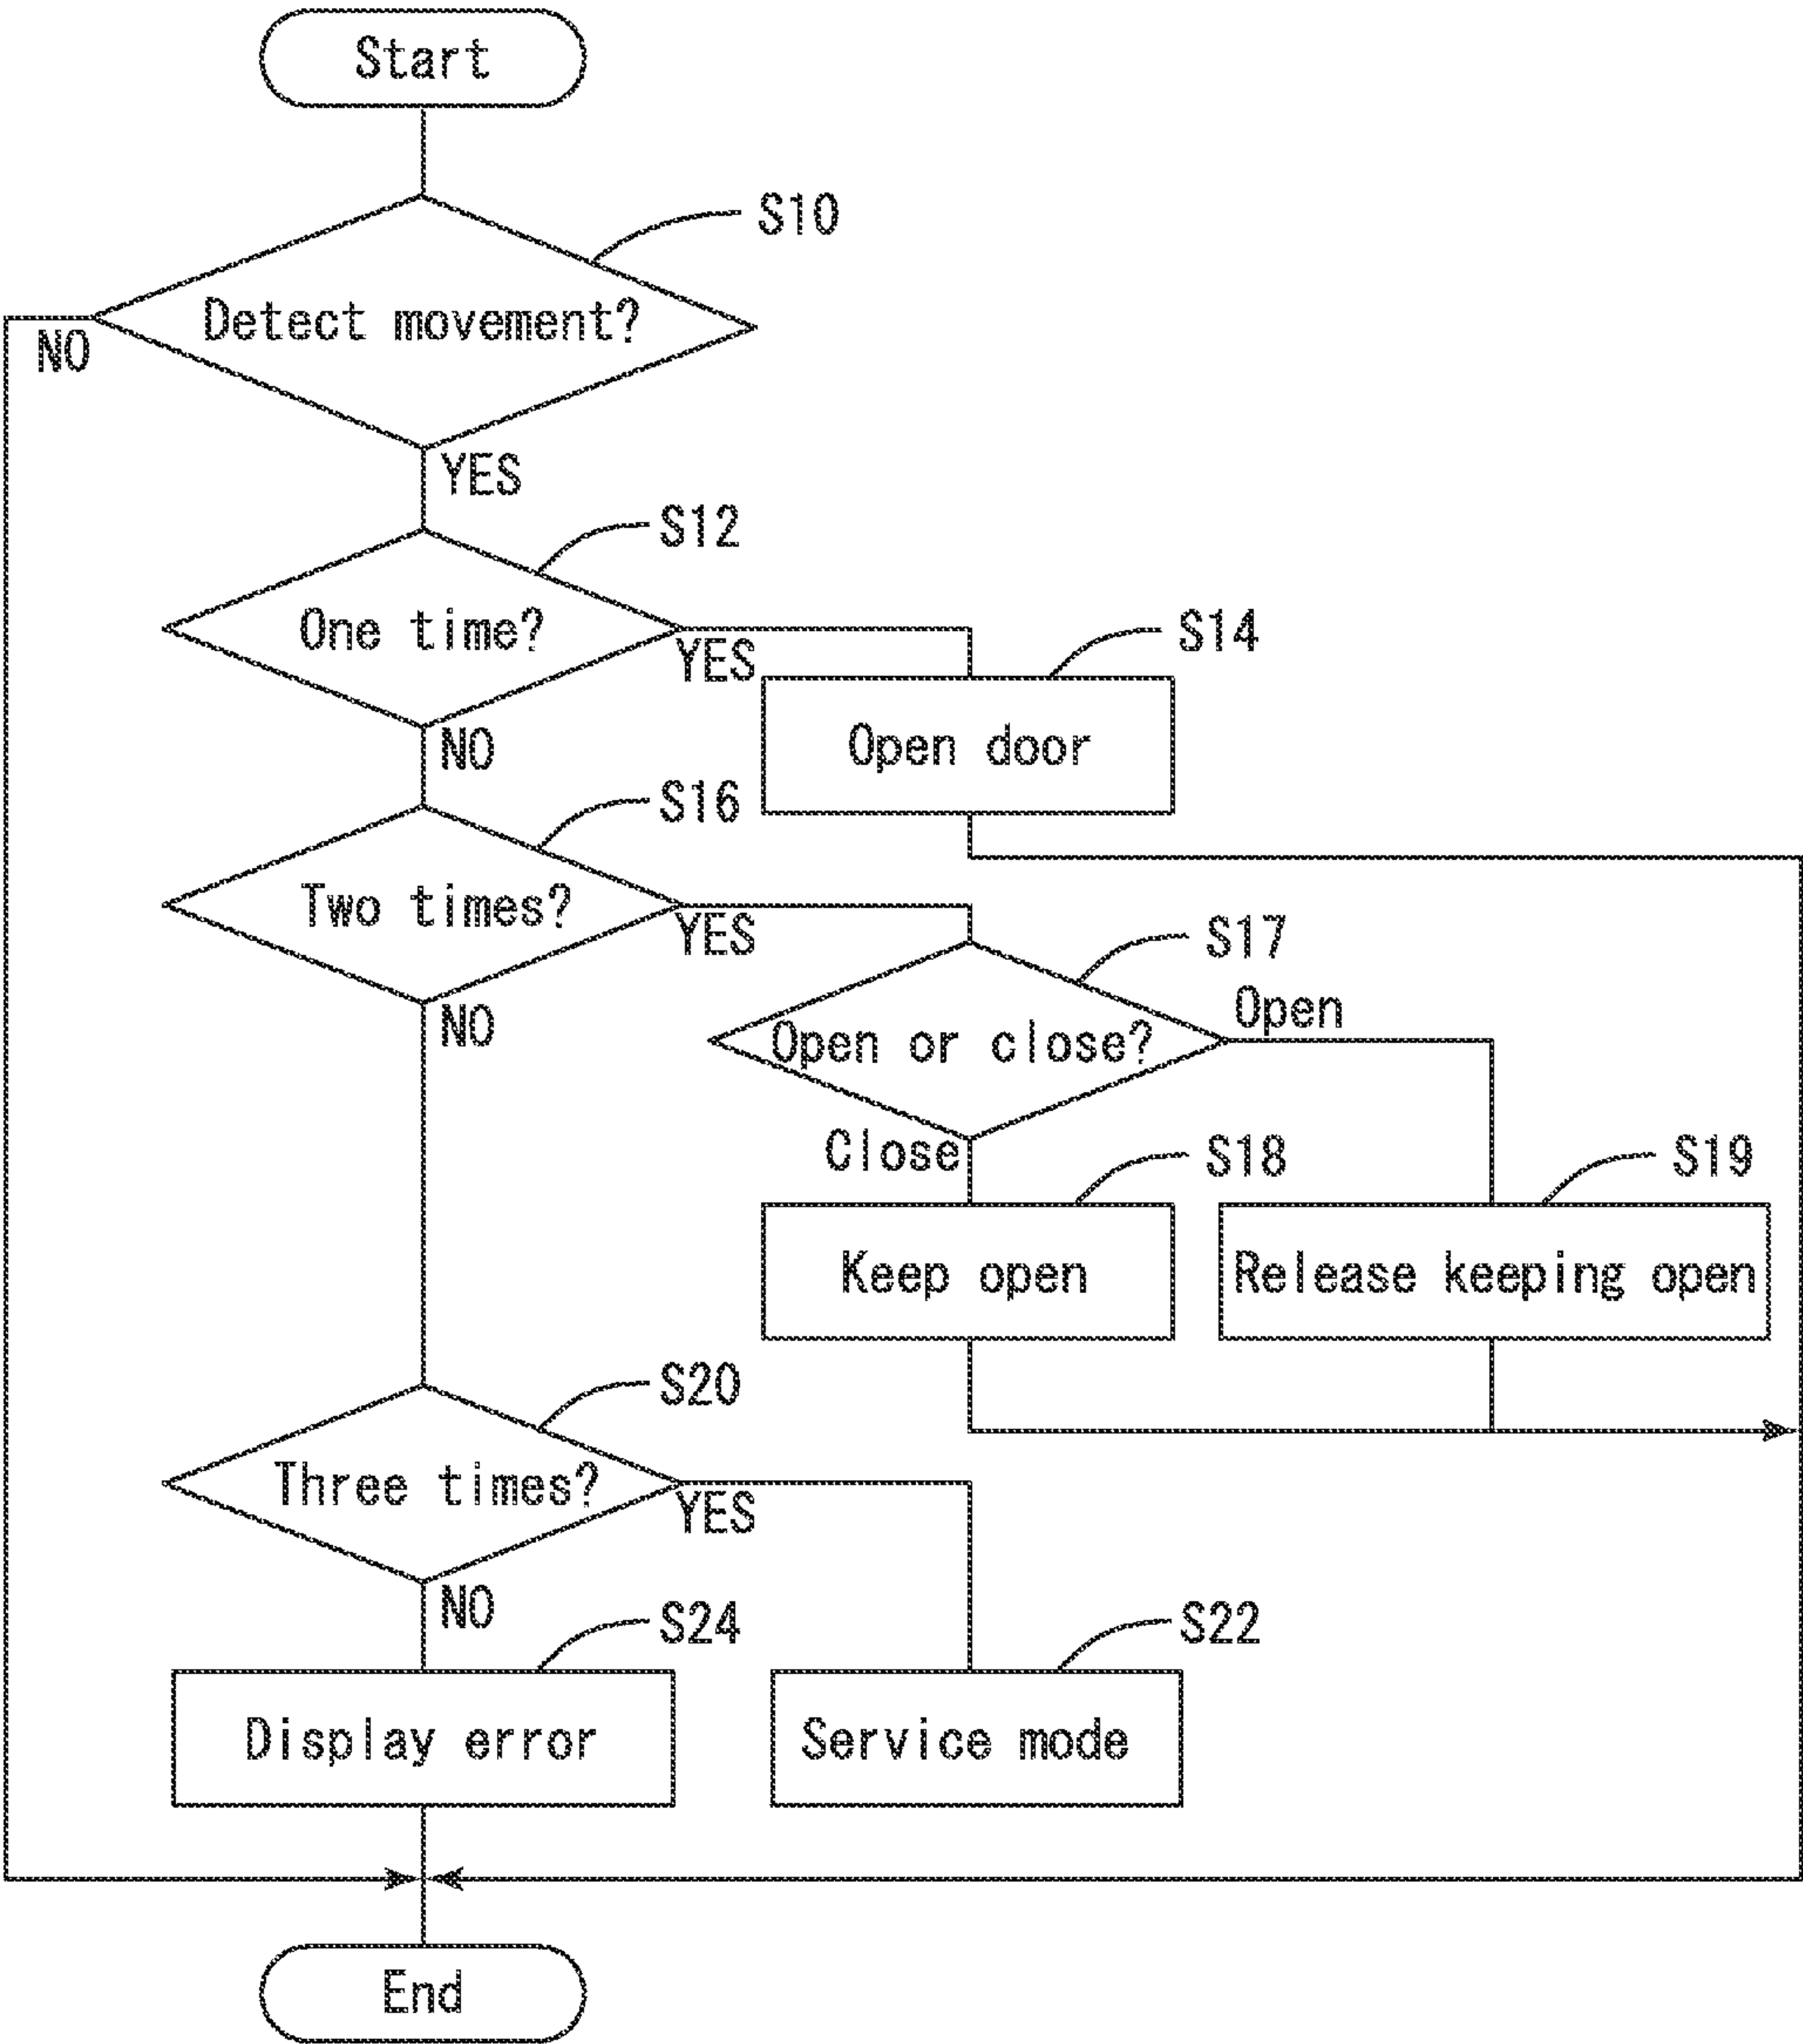 Start
S10
Detect movement?
NO
YES
S12
One time?
YES
S14
Open door
NO
S16
Two times?
YES
S17
Open or close?
Open
NO
Close
S18
S19
Keep open
Release keeping open
S20
Three times?
YES
NO
S24
S22
Display error
Service mode
End